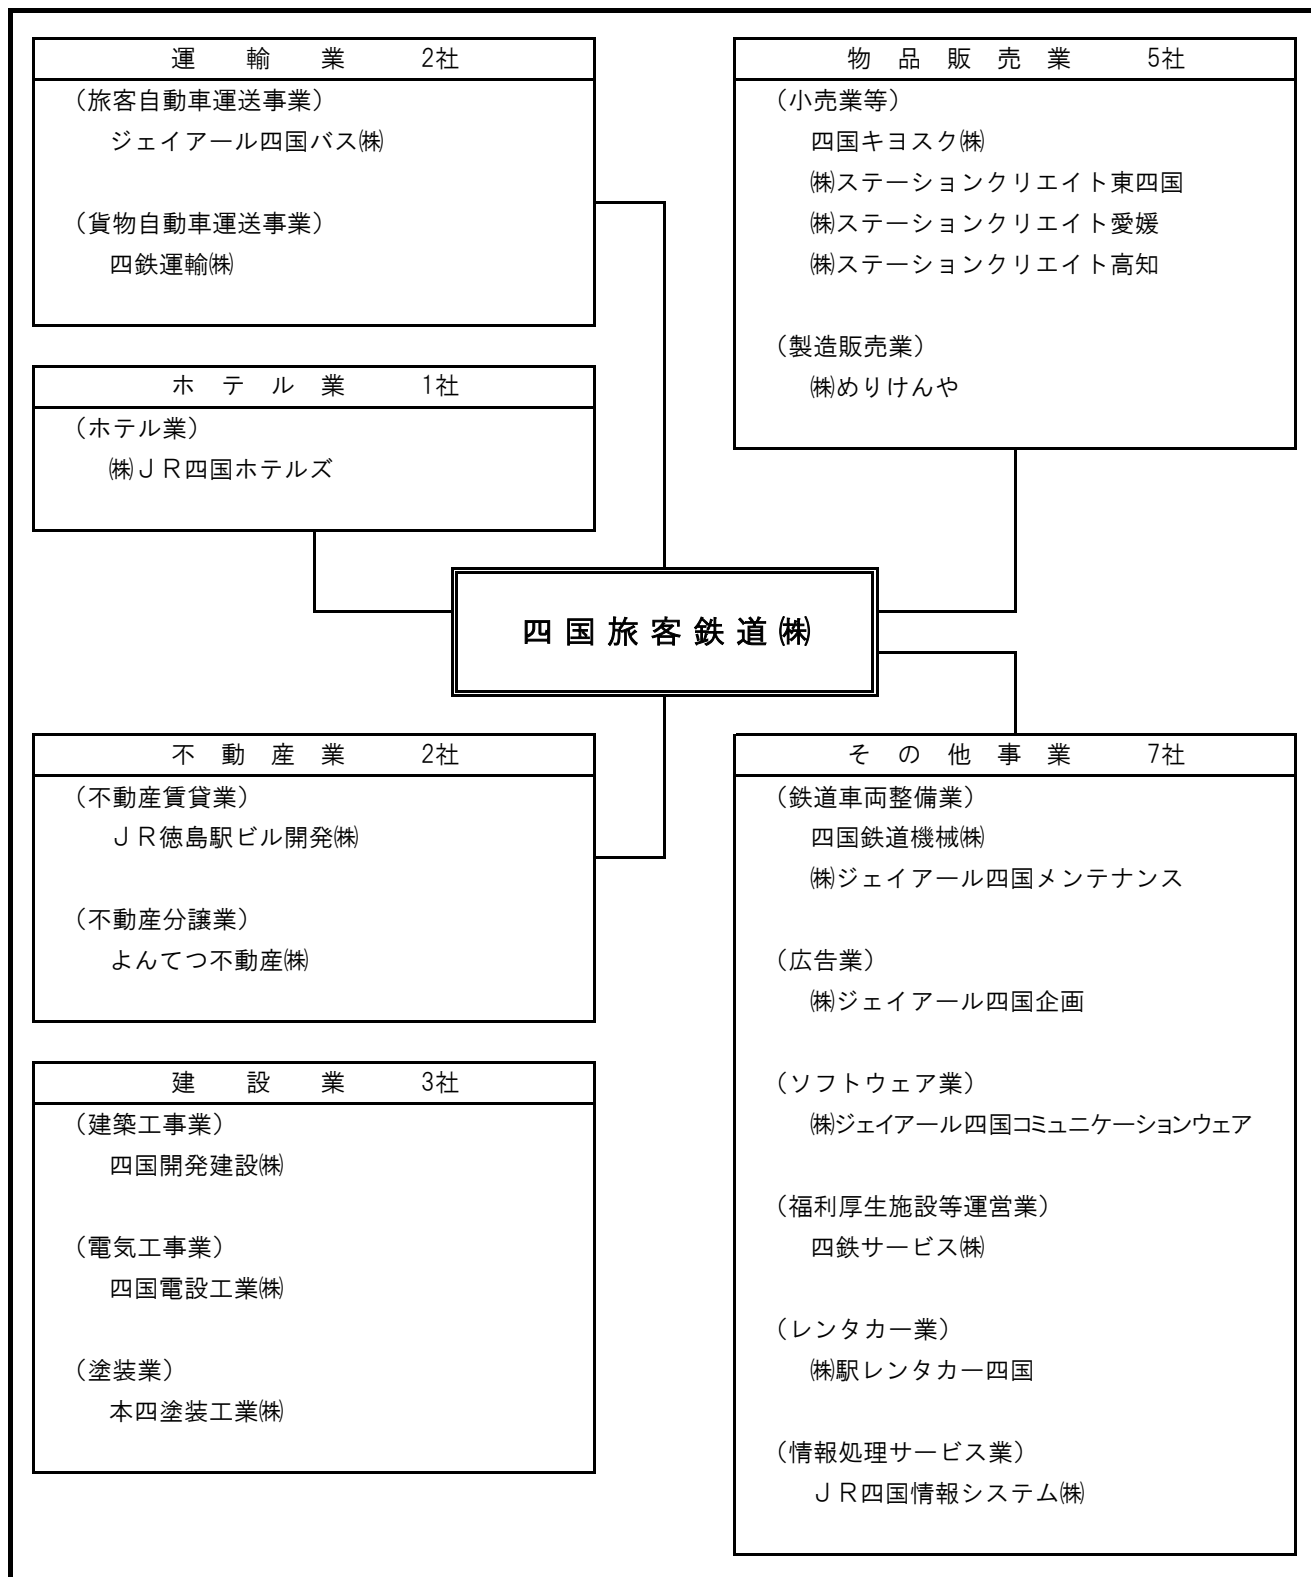 運輸業 2社
（旅客自動車運送事業）
ジェイアール四国バス㈱
（貨物自動車運送事業）
四鉄運輸㈱
ホテル業 1社
（ホテル業）
㈱ＪＲ四国ホテルズ
物品販売業 5社
（小売業等）
四国キヨスク㈱
㈱ステーションクリエイト東四国
㈱ステーションクリエイト愛媛
㈱ステーションクリエイト高知
（製造販売業）
㈱めりけんや
四国旅客鉄道㈱
不動産業 2社
（不動産賃貸業）
ＪＲ徳島駅ビル開発㈱
（不動産分譲業）
よんてつ不動産㈱
建設業 3社
（建築工事業）
四国開発建設㈱
（電気工事業）
四国電設工業㈱
（塗装業）
本四塗装工業㈱
その他事業 7社
（鉄道車両整備業）
四国鉄道機械㈱
㈱ジェイアール四国メンテナンス
（広告業）
㈱ジェイアール四国企画
（ソフトウェア業）
㈱ジェイアール四国コミュニケーションウェア
（福利厚生施設等運営業）
四鉄サービス㈱
（レンタカー業）
㈱駅レンタカー四国
（情報処理サービス業）
ＪＲ四国情報システム㈱